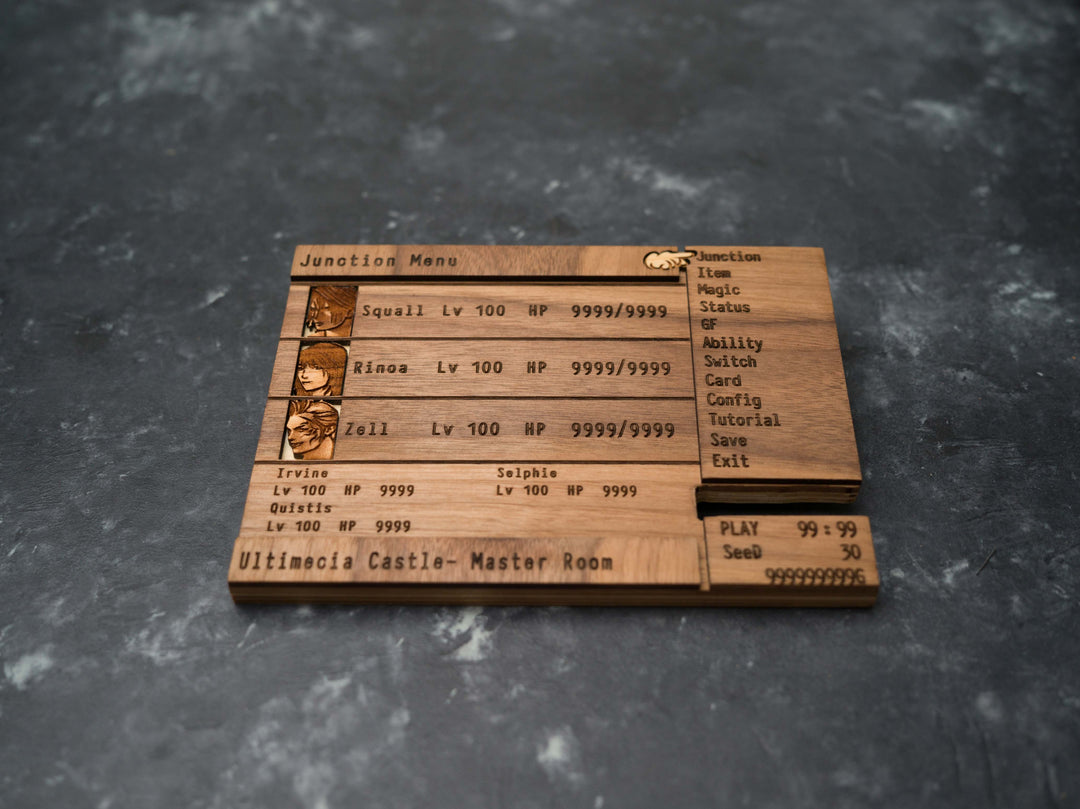 Junction Menu
Squall Lv 100 HP 9999/9999
Rinoa Lv 100 HP 9999/9999
Zell Lv 100 HP 9999/9999
Irvine
Lv 100 HP 9999
Selphie
Lv 100 HP 9999
Quistis
Lv 100 HP 9999
Ultimecia Castle- Master Room
Junction
Item
Magic
Status
GF
Ability
Switch
Card
Config
Tutorial
Save
Exit
PLAY 99:99
SeeD 30
9999999999G